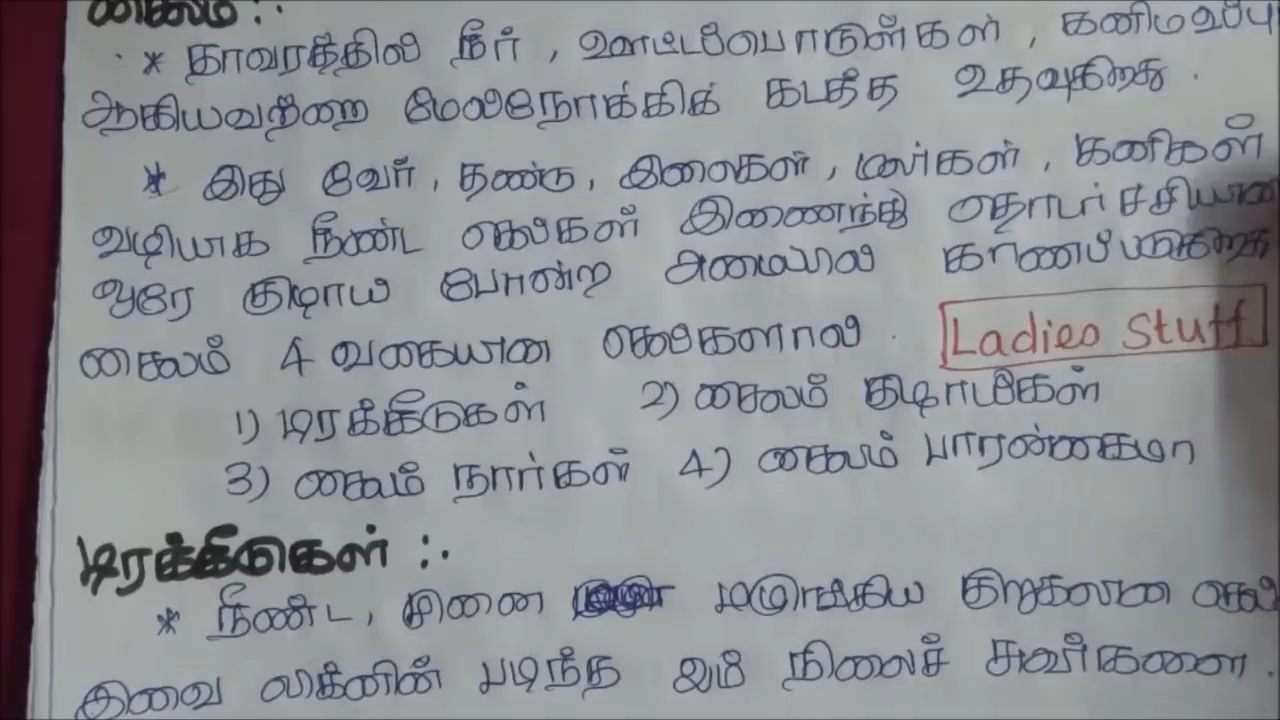 சைலம் :.
* தாவரத்தில் நீர், ஊட்டப்பொருள்கள், கனிம உப்பு
ஆகியவற்றை மேல்நோக்கிக் கடத்த உதவுகிறது.
* இது வேர், தண்டு, இலைகள், மலர்கள், கனிகள்
வழியாக நீண்ட செல்கள் இணைந்து தொடர்ச்சியான
ஒரே குழாய் போன்ற அமைப்பில் காணப்படுகிறது
சைலம் 4 வகையான செல்களால்.
Ladies Stuff
1) டிரக்கீடுகள் 2) சைலம் குழாய்கள்
3) சைலம் நார்கள் 4) சைலம் பாரன்கைமா
டிரக்கீடுகள் :.
* நீண்ட, முனை மழுங்கிய குறுகலான செல்
இவை லிக்னின் படிந்த 2ம் நிலைச் சுவர்களை.